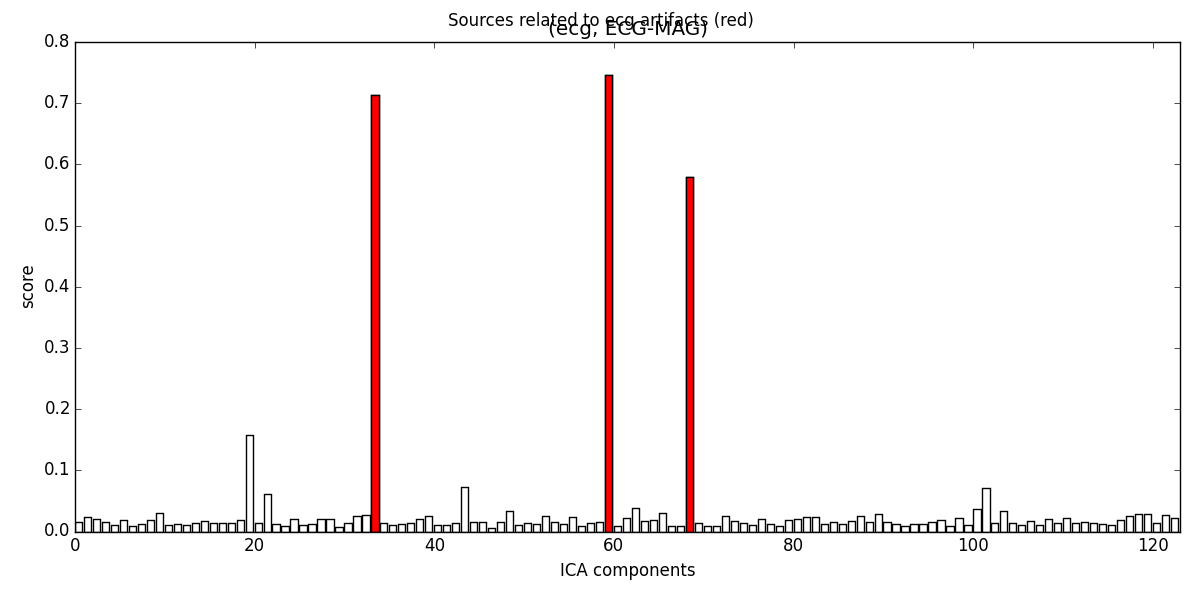 Sources related to ecg artifacts (red)
(ecg, ECG-MAG)
0.8
0.7
0.6
0.5
0.4
0.3
0.2
0.1
0.0
score
0 20 40 60 80 100 120
ICA components